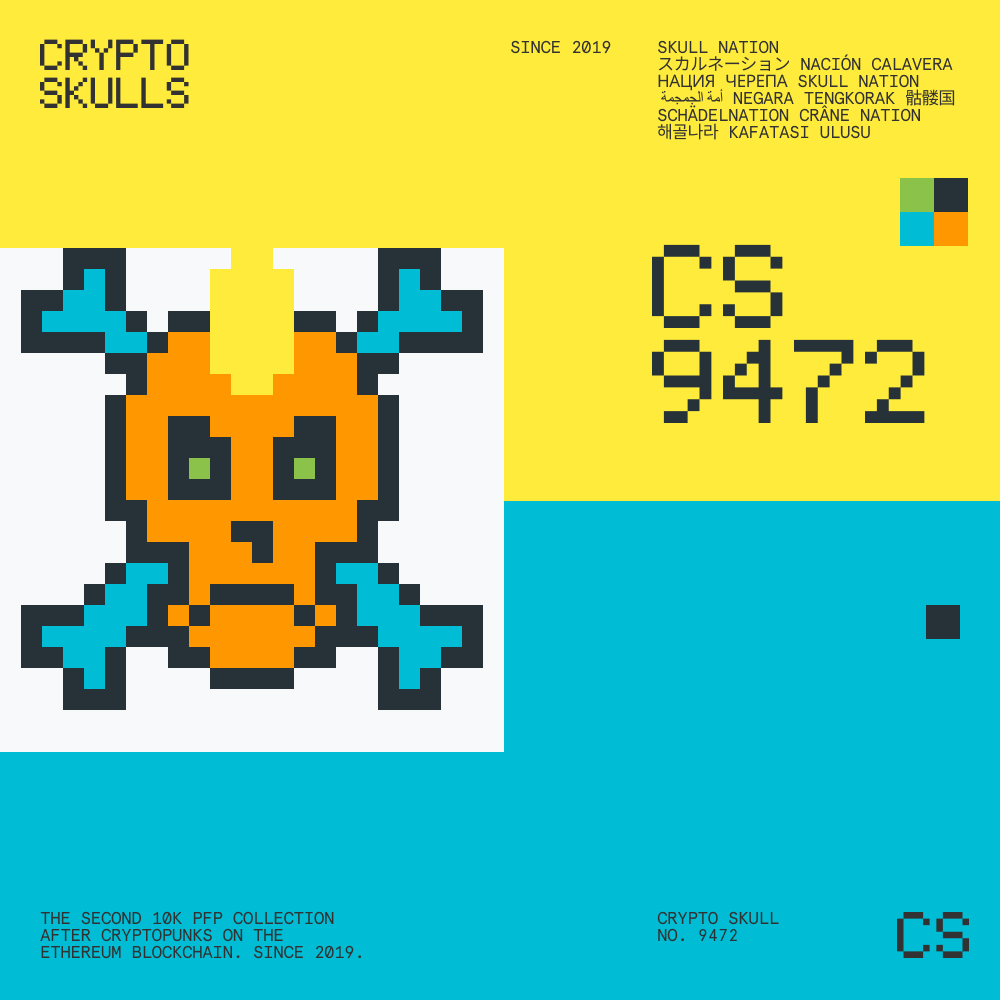 CRYPTO
SKULLS
SINCE 2019
SKULL NATION
スカルネーション NACIÓN CALAVERA
НАЦИЯ ЧЕРЕПА SKULL NATION
أمة الجمجمة NEGARA TENGKORAK 骷髅国
SCHÄDELNATION CRÂNE NATION
해골나라 KAFATASI ULUSU
CS
9472
THE SECOND 10K PFP COLLECTION
AFTER CRYPTOPUNKS ON THE
ETHEREUM BLOCKCHAIN. SINCE 2019.
CRYPTO SKULL
NO. 9472
CS